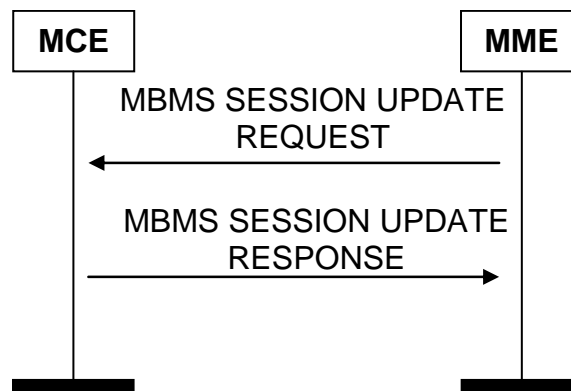 MCE
MME
MBMS SESSION UPDATE
REQUEST
MBMS SESSION UPDATE
RESPONSE